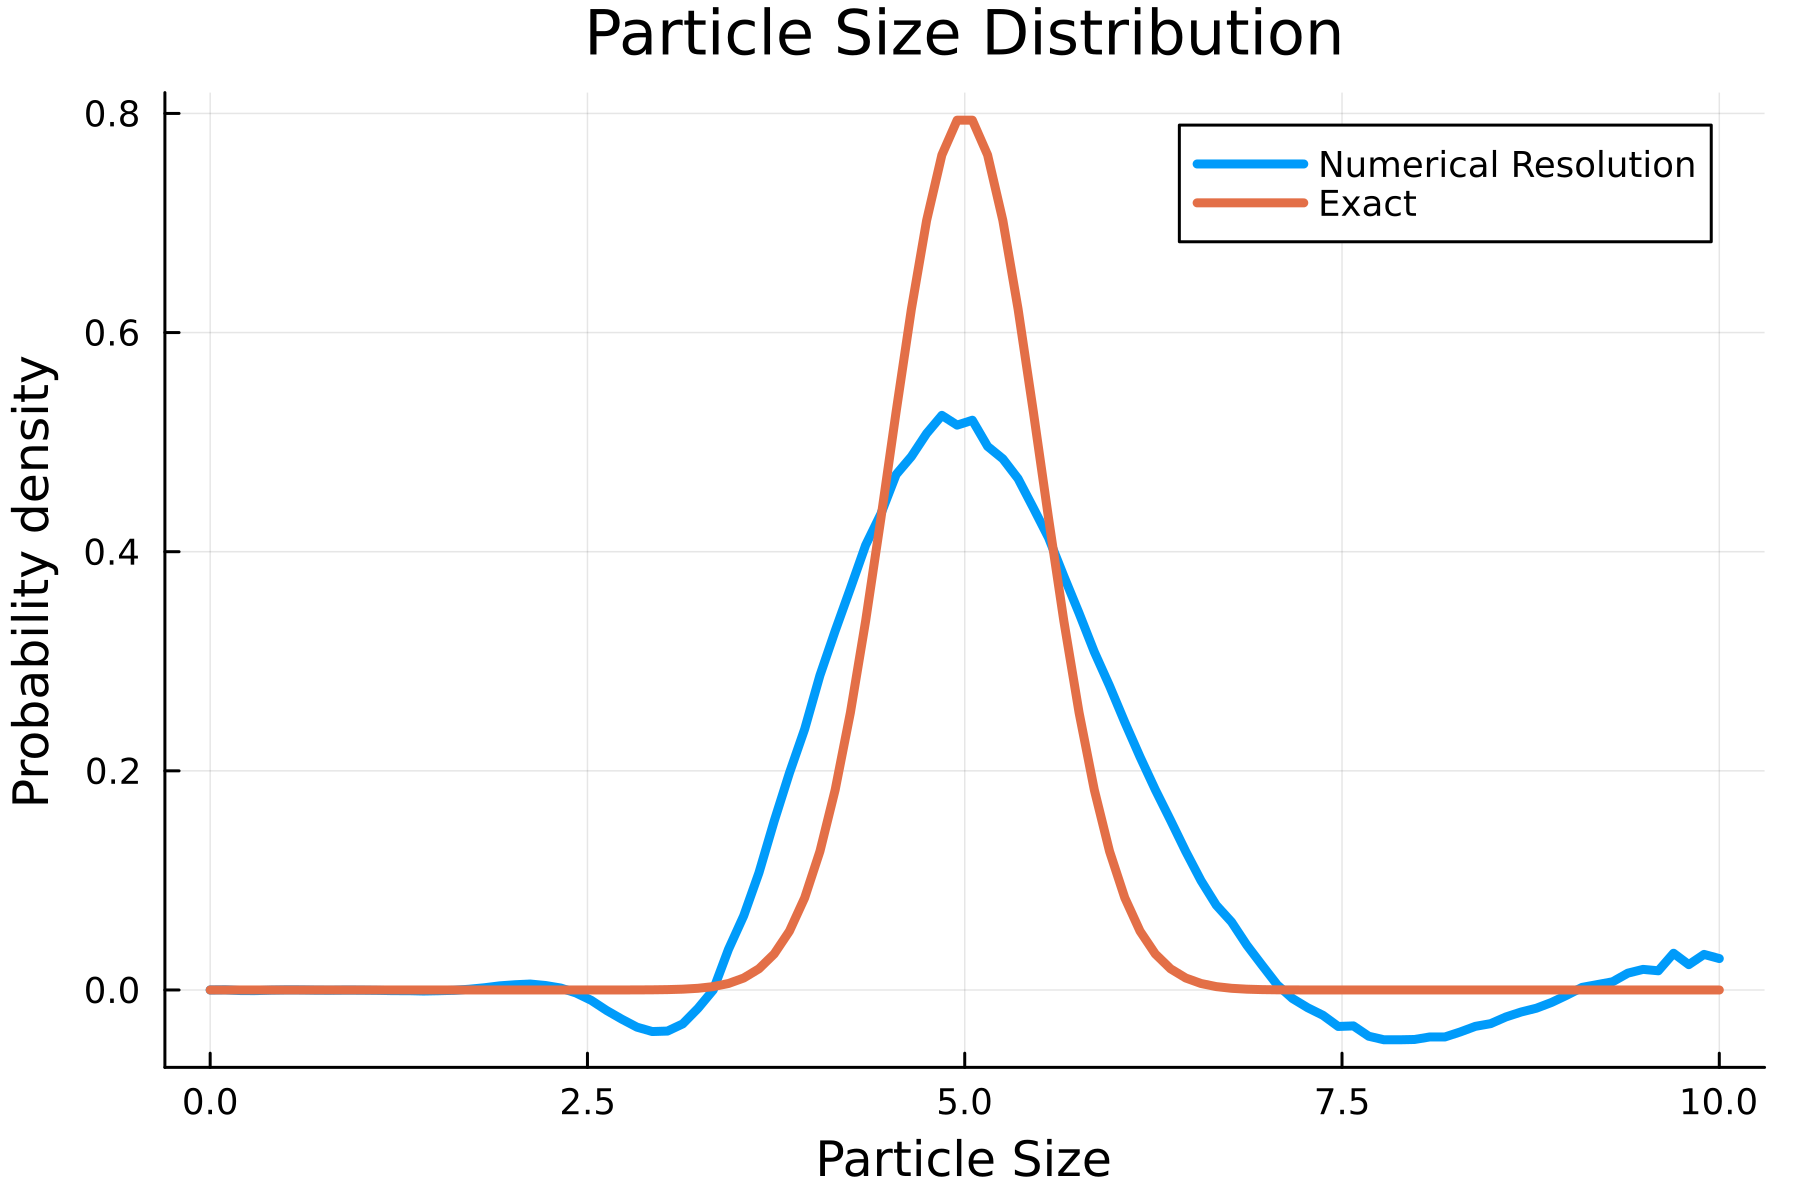 Particle Size Distribution
0.8
Numerical Resolution
Exact
0.6
Probability density
0.4
0.2
0.0
0.0 2.5 5.0 7.5 10.0
Particle Size